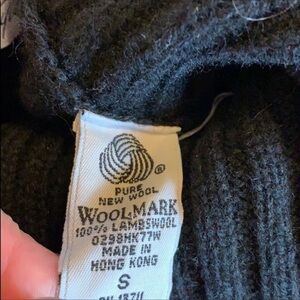 ®
PURE
NEW WOOL
WOOLMARK
100% LAMBSWOOL
0298HK77W
MADE IN
HONG KONG
S